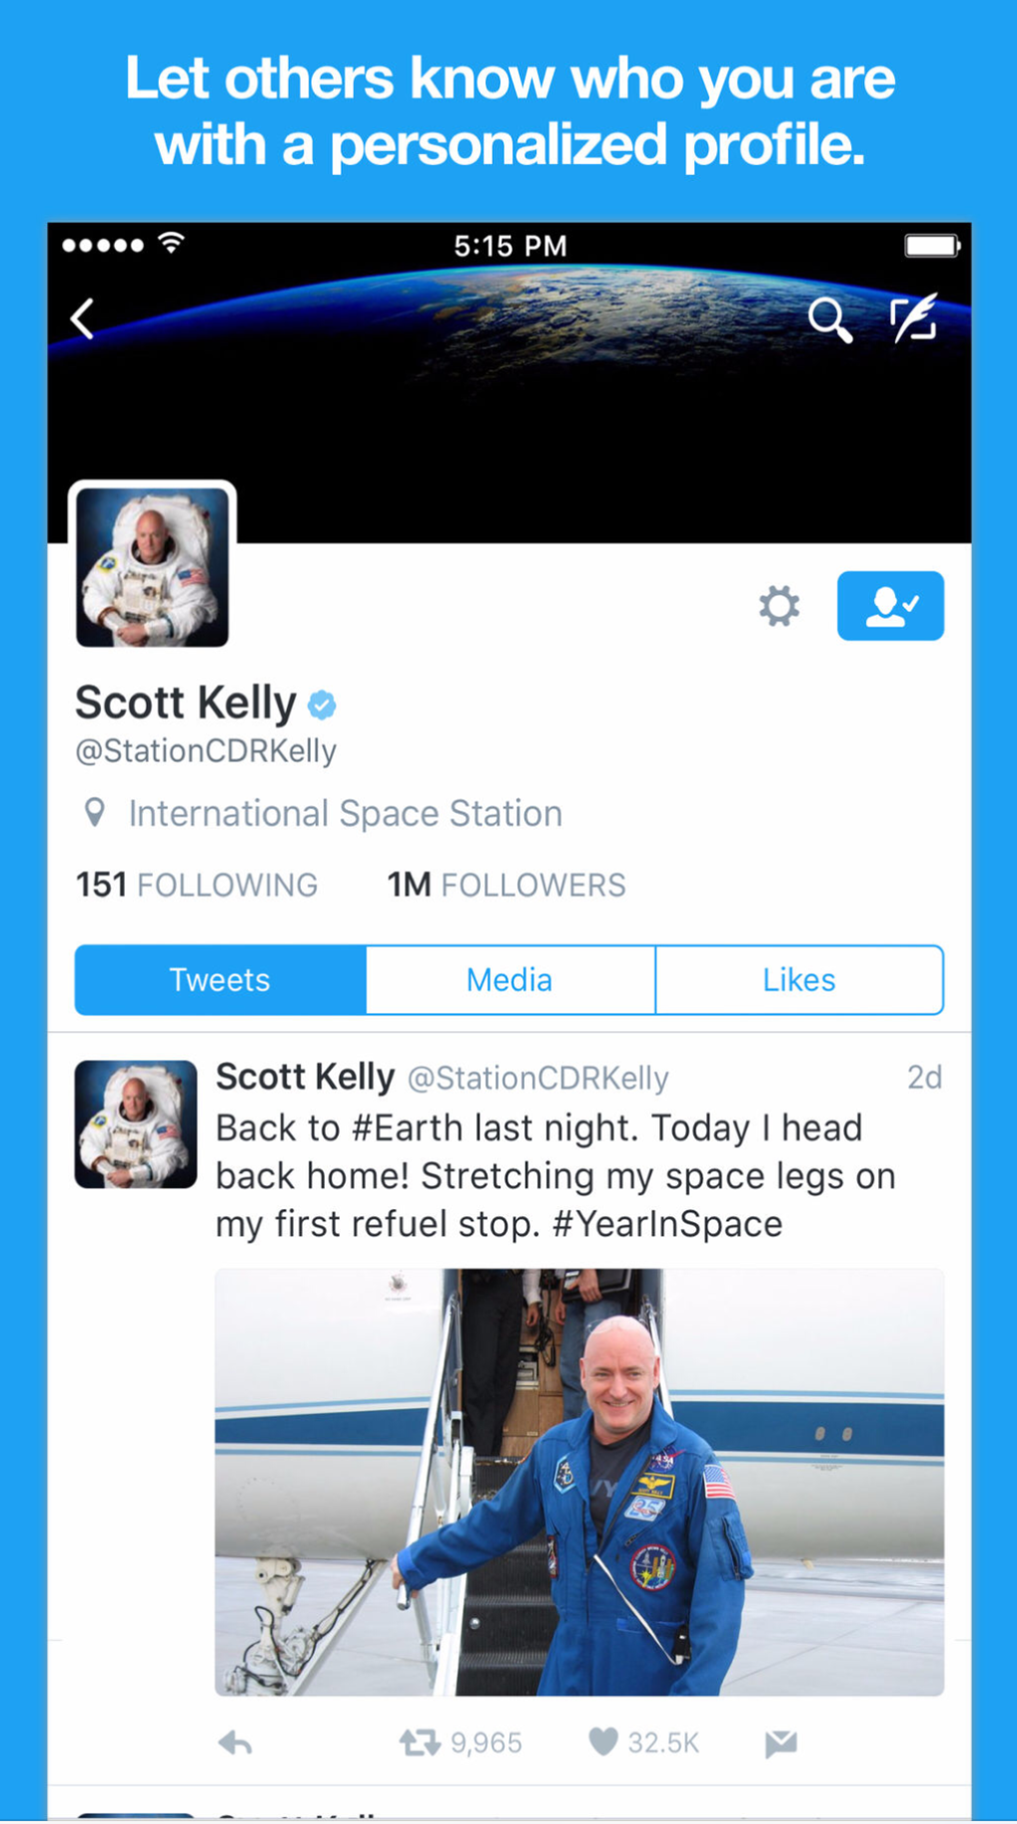 Let others know who you are
with a personalized profile.
5:15 PM
Scott Kelly
@StationCDRKelly
International Space Station
151 FOLLOWING 1M FOLLOWERS
Tweets Media Likes
Scott Kelly @StationCDRKelly 2d
Back to #Earth last night. Today I head
back home! Stretching my space legs on
my first refuel stop. #YearInSpace
9,965 32.5K